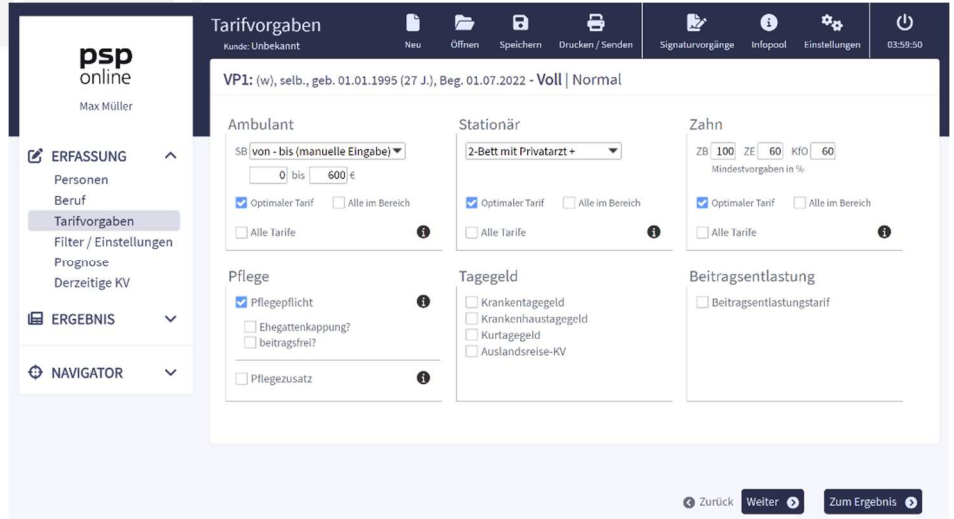 psp
online
Max Müller
ERFASSUNG
Personen
Beruf
Tarifvorgaben
Filter / Einstellungen
Prognose
Derzeitige KV
ERGEBNIS
NAVIGATOR
Tarifvorgaben
Kunde: Unbekannt
Neu
Öffnen
Speichern
Drucken / Senden
Signaturvorgänge
Infopool
Einstellungen
03:59:50
VP1: (w), selb., geb. 01.01.1995 (27 J.), Beg. 01.07.2022 - Voll | Normal
Ambulant
SB von - bis (manuelle Eingabe)
0 bis 600 €
Optimaler Tarif Alle im Bereich
Alle Tarife
Stationär
2-Bett mit Privatarzt +
Optimaler Tarif Alle im Bereich
Alle Tarife
Zahn
ZB 100 ZE 60 KfO 60
Mindestvorgaben in %
Optimaler Tarif Alle im Bereich
Alle Tarife
Pflege
Pflegepflicht
Ehegattenkappung?
beitragsfrei?
Pflegezusatz
Tagegeld
Krankentagegeld
Krankenhaustagegeld
Kurtagegeld
Auslandsreise-KV
Beitragsentlastung
Beitragsentlastungstarif
Zurück
Weiter
Zum Ergebnis